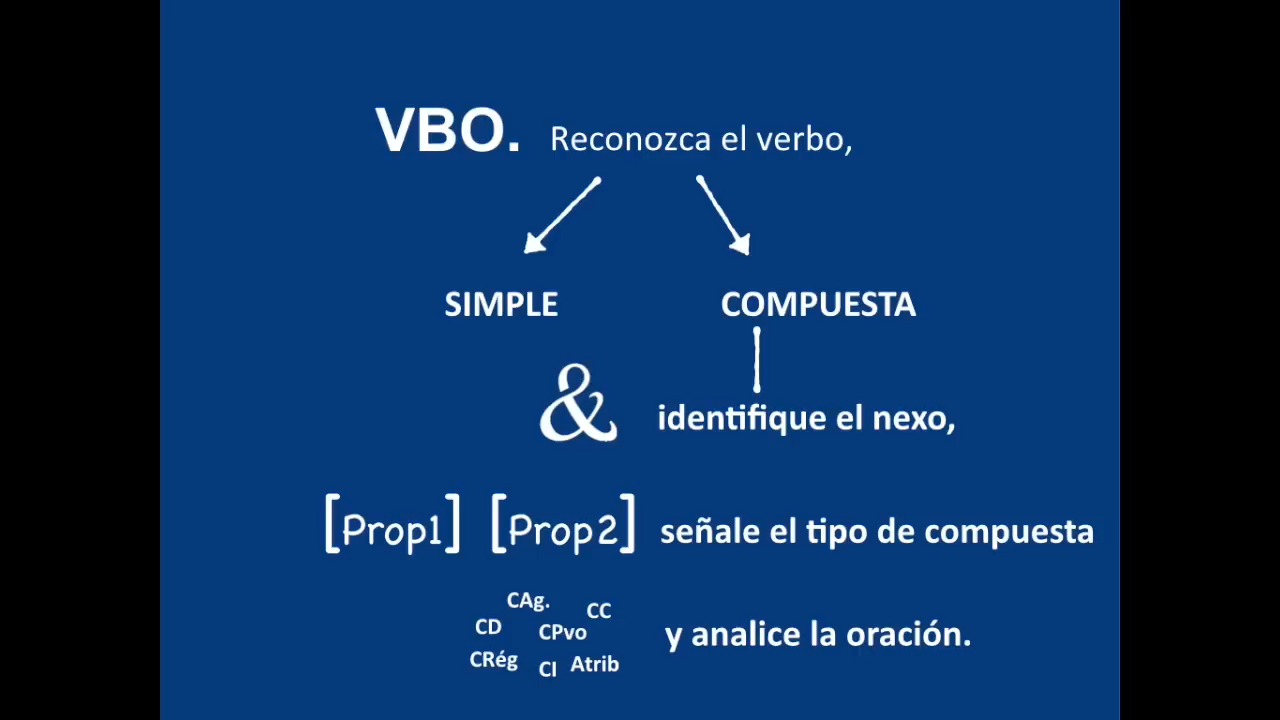 VBO. Reconozca el verbo,
SIMPLE COMPUESTA
& identifique el nexo,
[Prop1] [Prop2] señale el tipo de compuesta
CAg. CC
CD CPvo
y analice la oración.
CRég CI Atrib